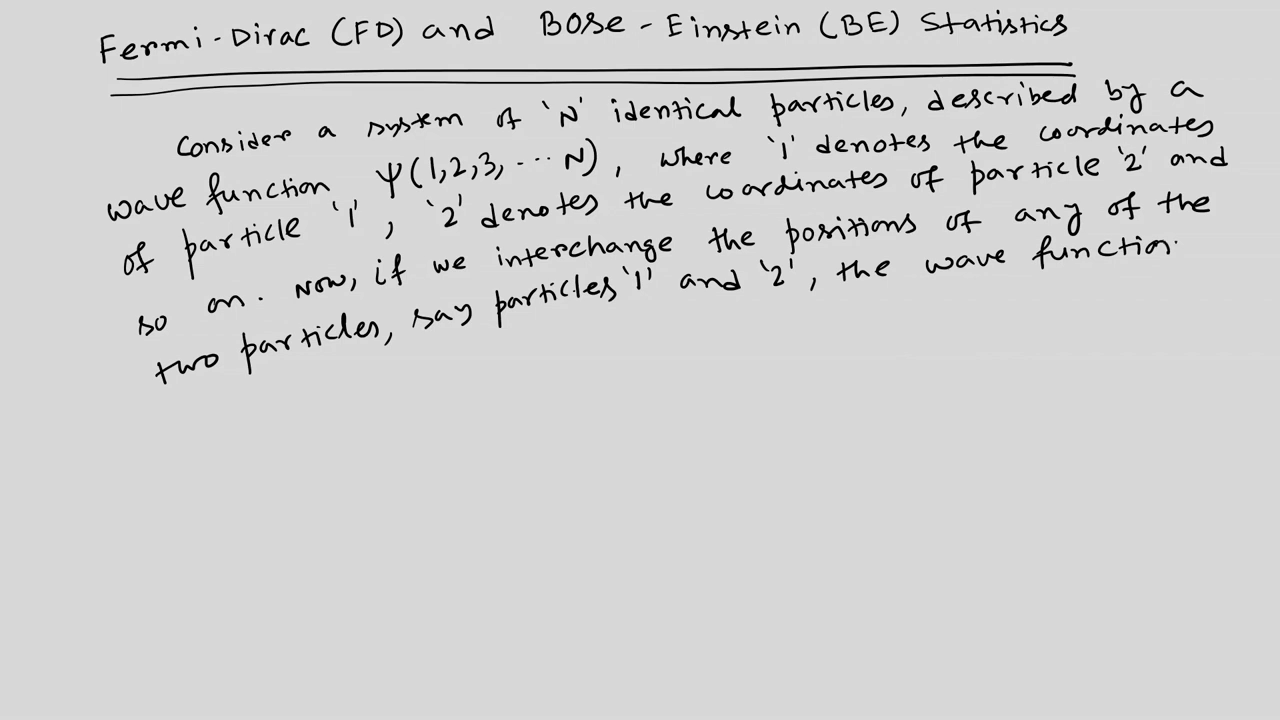 Fermi-Dirac (FD) and Bose-Einstein (BE) Statistics
Consider a system of 'N' identical particles, described by a
wave function, ψ(1,2,3, ... N), where '1' denotes the coordinates
of particle '1', '2' denotes the coordinates of particle '2' and
so on. Now, if we interchange the positions of any of the
two particles, say particles '1' and '2', the wave function